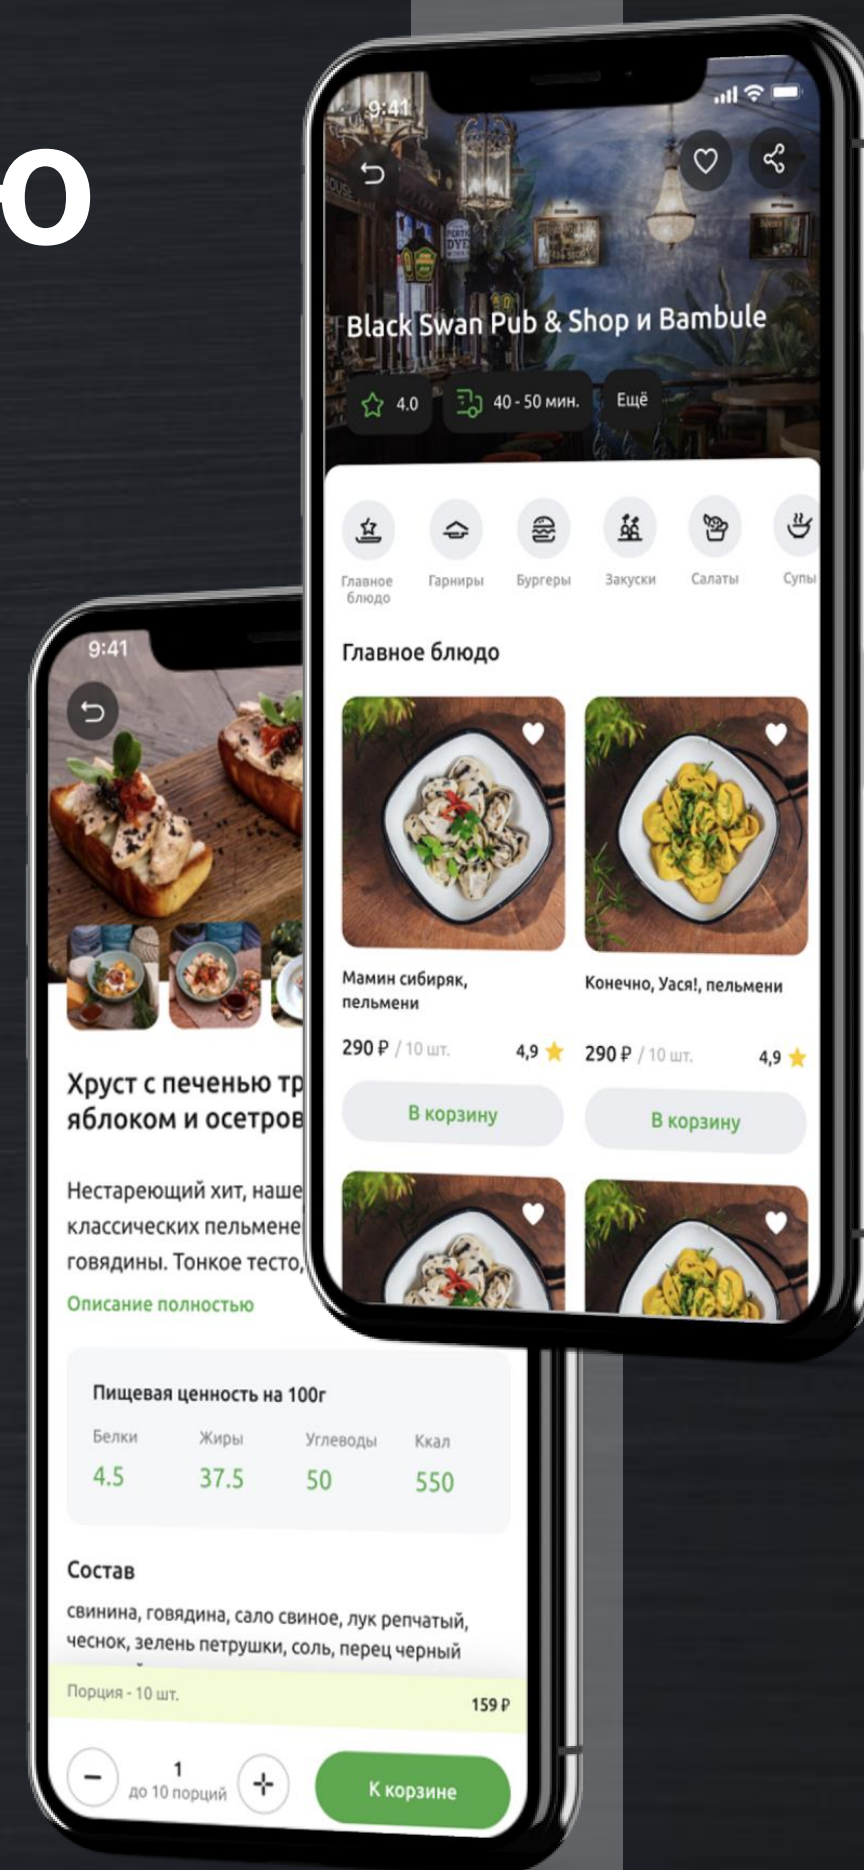 ю
9:41
Black Swan Pub & Shop и Bambule
4.0
40 - 50 мин.
Ещё
Главное
блюдо
Гарниры
Бургеры
Закуски
Салаты
Супы
Главное блюдо
Мамин сибиряк,
пельмени
290 ₽ / 10 шт.
4,9
В корзину
Конечно, Уася!, пельмени
290 ₽ / 10 шт.
4,9
В корзину
9:41
Хруст с печенью
яблоком и
Нестареющий хит,
классических
говядины. Тонкое тесто,
Описание полностью
Пищевая ценность на 100г
Белки
Жиры
Углеводы
Ккал
4.5
37.5
50
550
Состав
свинина, говядина, сало свиное, лук репчатый,
чеснок, зелень петрушки, соль, перец черный
Порция - 10 шт.
159 ₽
1
до 10 порций
К корзине